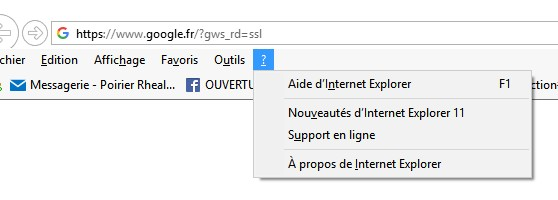 https://www.google.fr/?gws_rd=ssl
chier Edition Affichage Favoris Outils ?
Messagerie - Poirier Rheal... OUVERTU
Aide d'Internet Explorer F1
Nouveautés d'Internet Explorer 11
Support en ligne
À propos de Internet Explorer
ction-